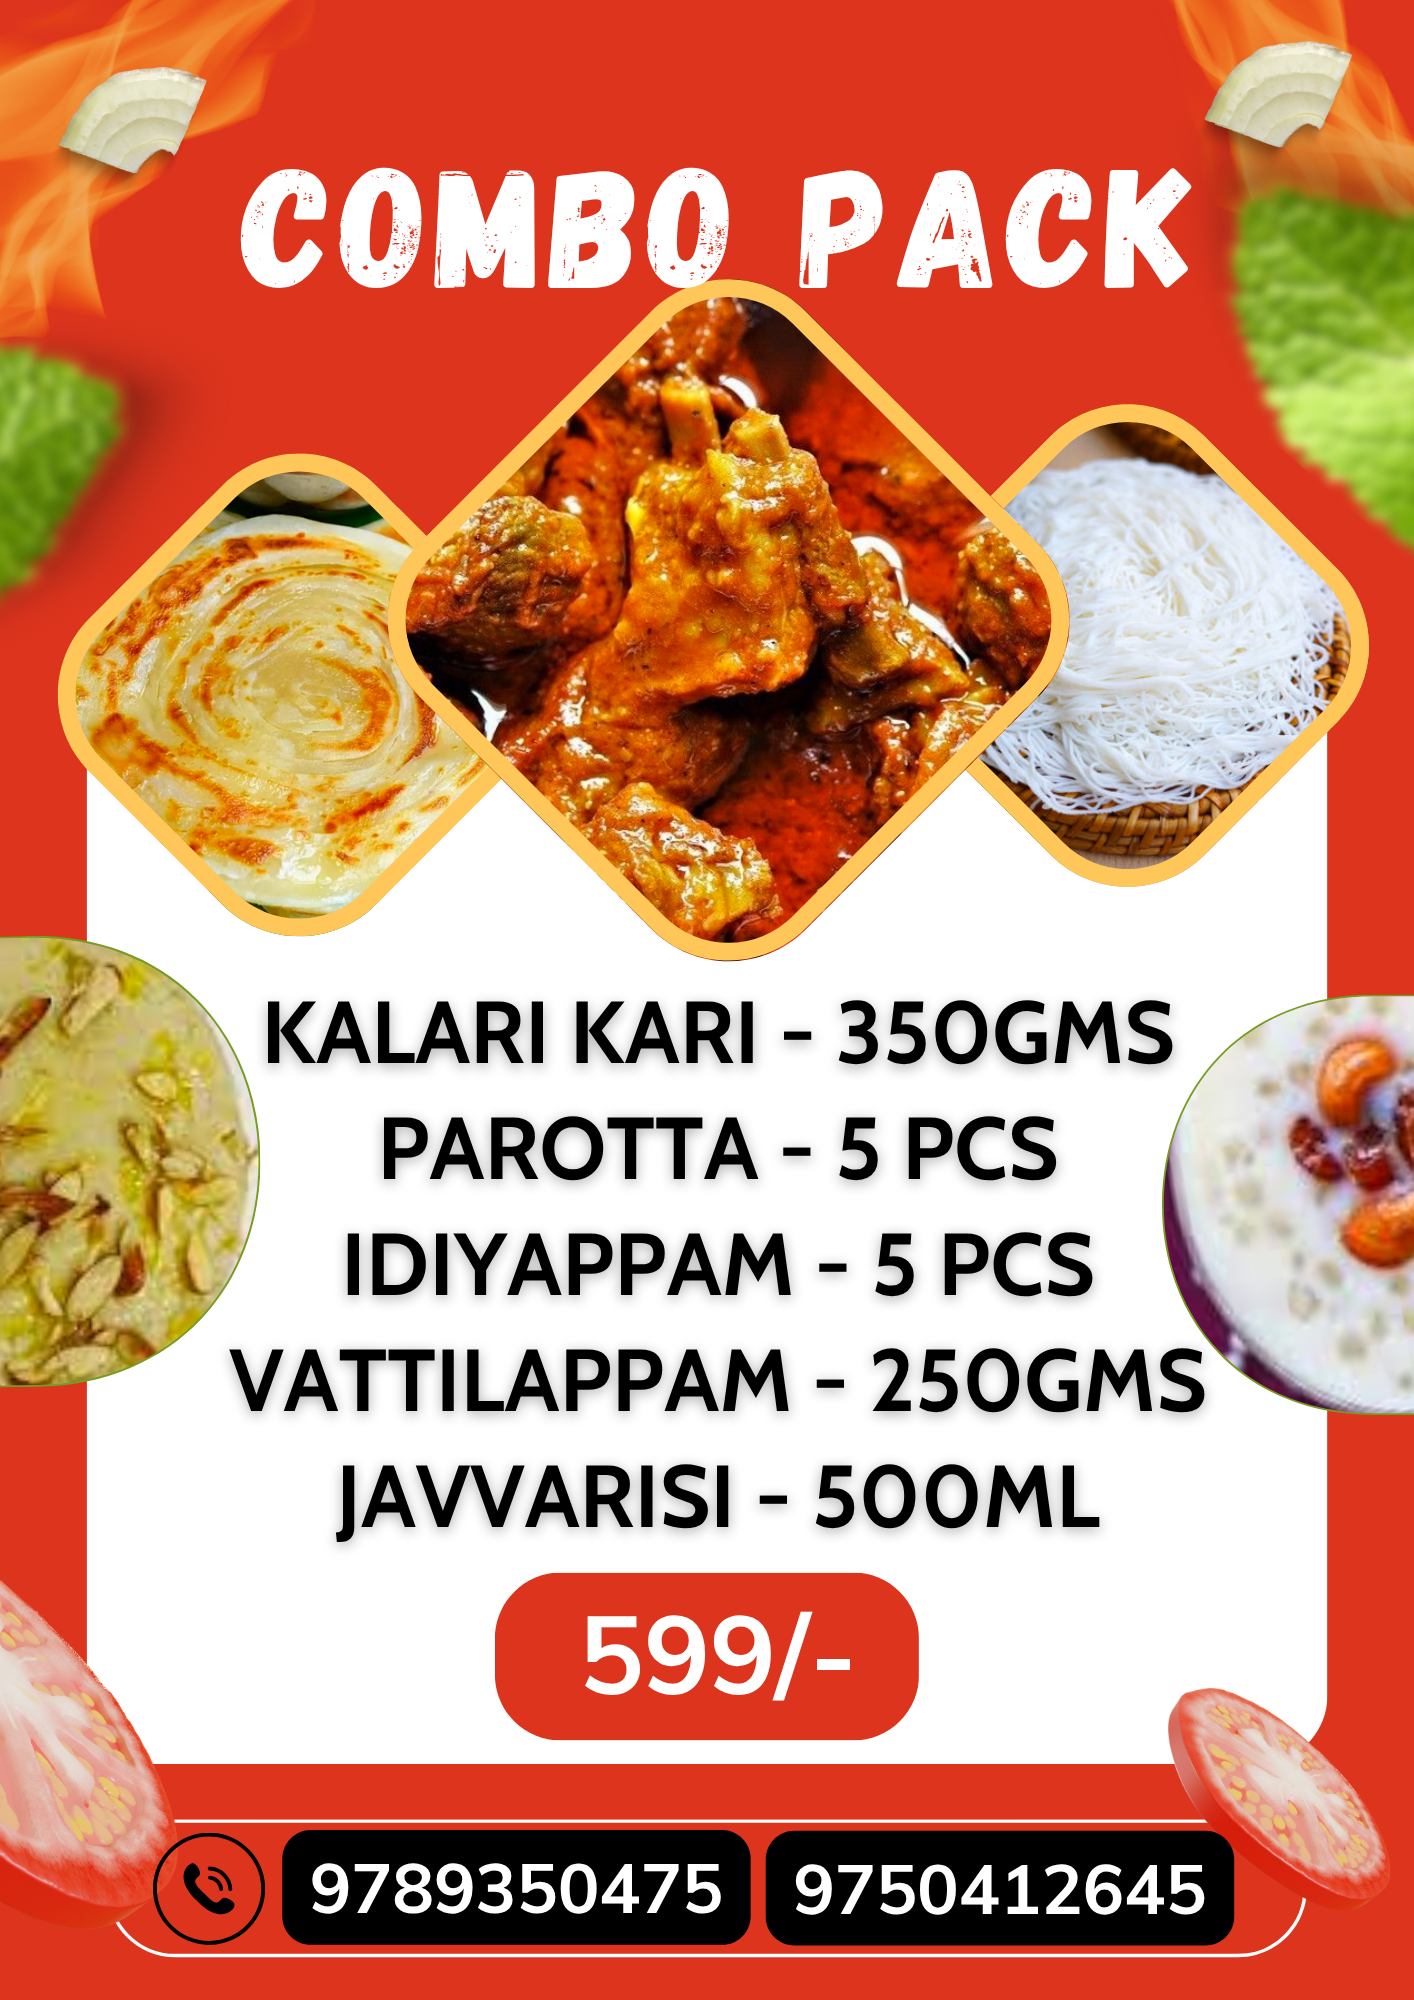 COMBO PACK
KALARI KARI - 350GMS
PAROTTA - 5 PCS
IDIYAPPAM - 5 PCS
VATTILAPPAM - 250GMS
JAVVARISI - 500ML
599/-
9789350475 9750412645